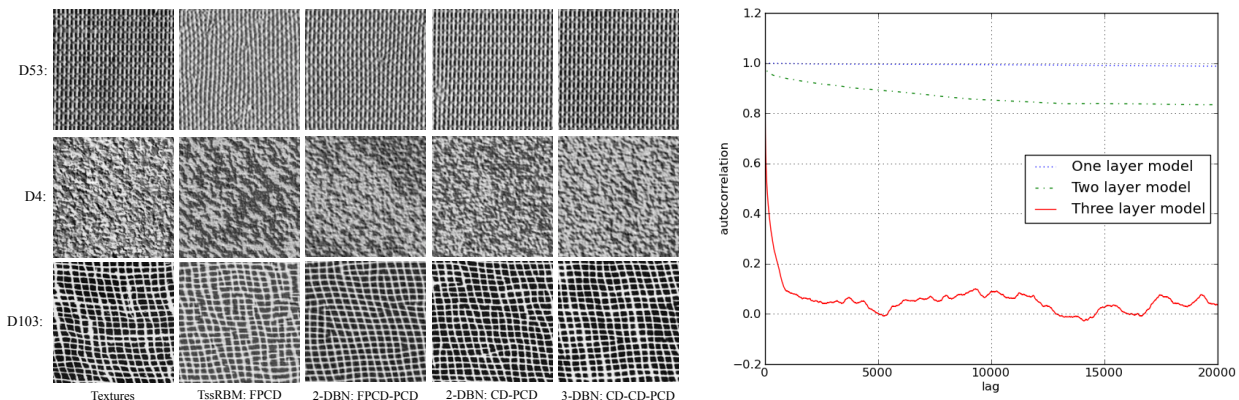 D53:
D4:
D103:
Textures
TssRBM: FPCD
2-DBN: FPCD-PCD
2-DBN: CD-PCD
3-DBN: CD-CD-PCD
1.2
1.0
0.8
0.6
0.4
0.2
0.0
−0.2
autocorrelation
One layer model
Two layer model
Three layer model
0
5000
10000
15000
20000
lag